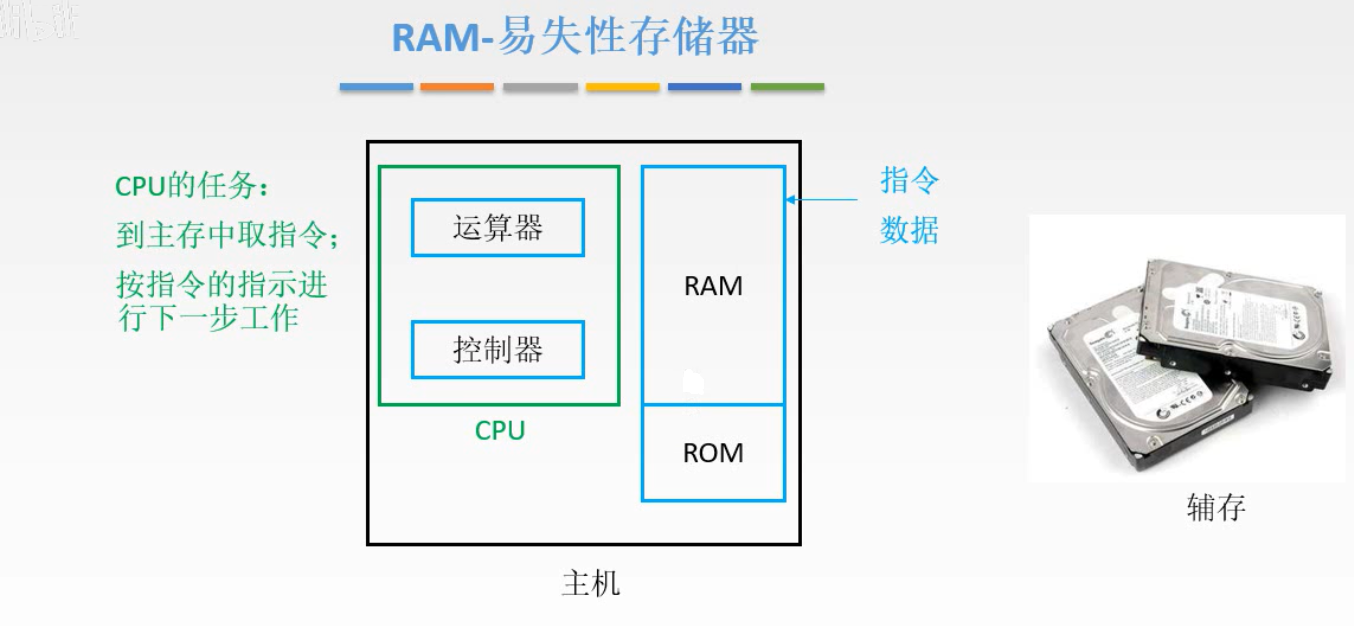 RAM-易失性存储器
CPU的任务：
到主存中取指令；
按指令的指示进
行下一步工作
运算器
控制器
CPU
RAM
ROM
主机
指令
数据
辅存